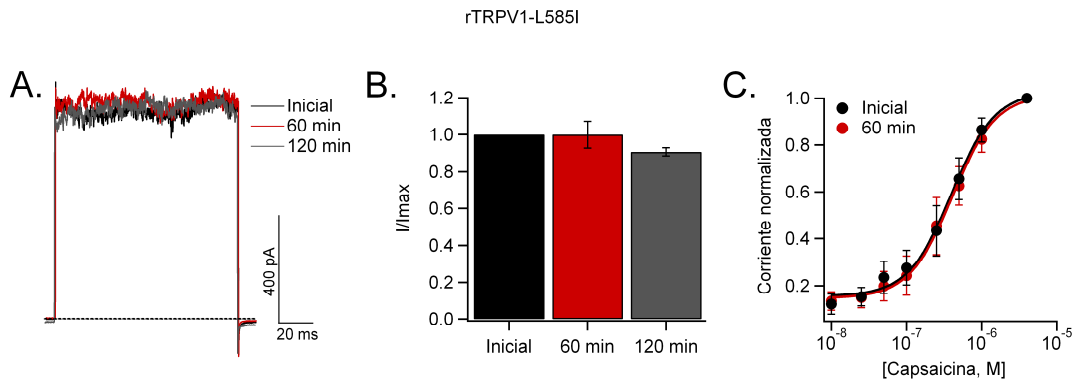 rTRPV1-L585I
A.
Inicial
60 min
120 min
400 pA
20 ms
B.
I/Imax
1.2
1.0
0.8
0.6
0.4
0.2
0.0
Inicial 60 min 120 min
C.
Inicial
60 min
Corriente normalizada
1.0
0.8
0.6
0.4
0.2
10⁻⁸ 10⁻⁷ 10⁻⁶ 10⁻⁵
[Capsaicina, M]